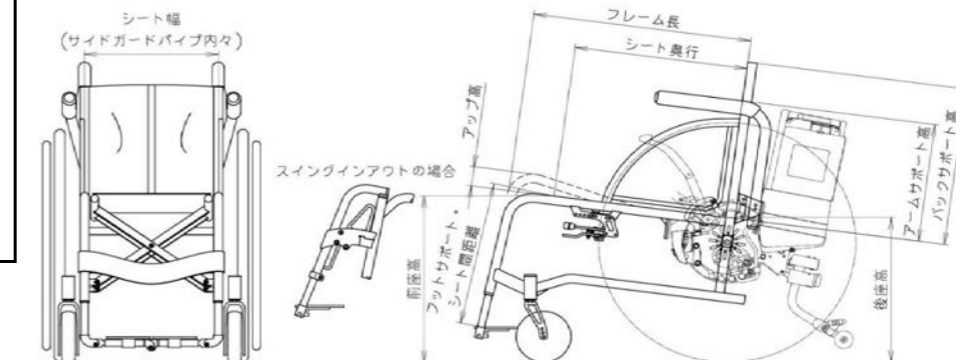 シート幅
(サイドガードパイプ内々)
フレーム長
シート奥行
アップ高
スイングインアウトの場合
前座高
フットサポート・
シート間距離
アームサポート高
バックサポート高
後座高